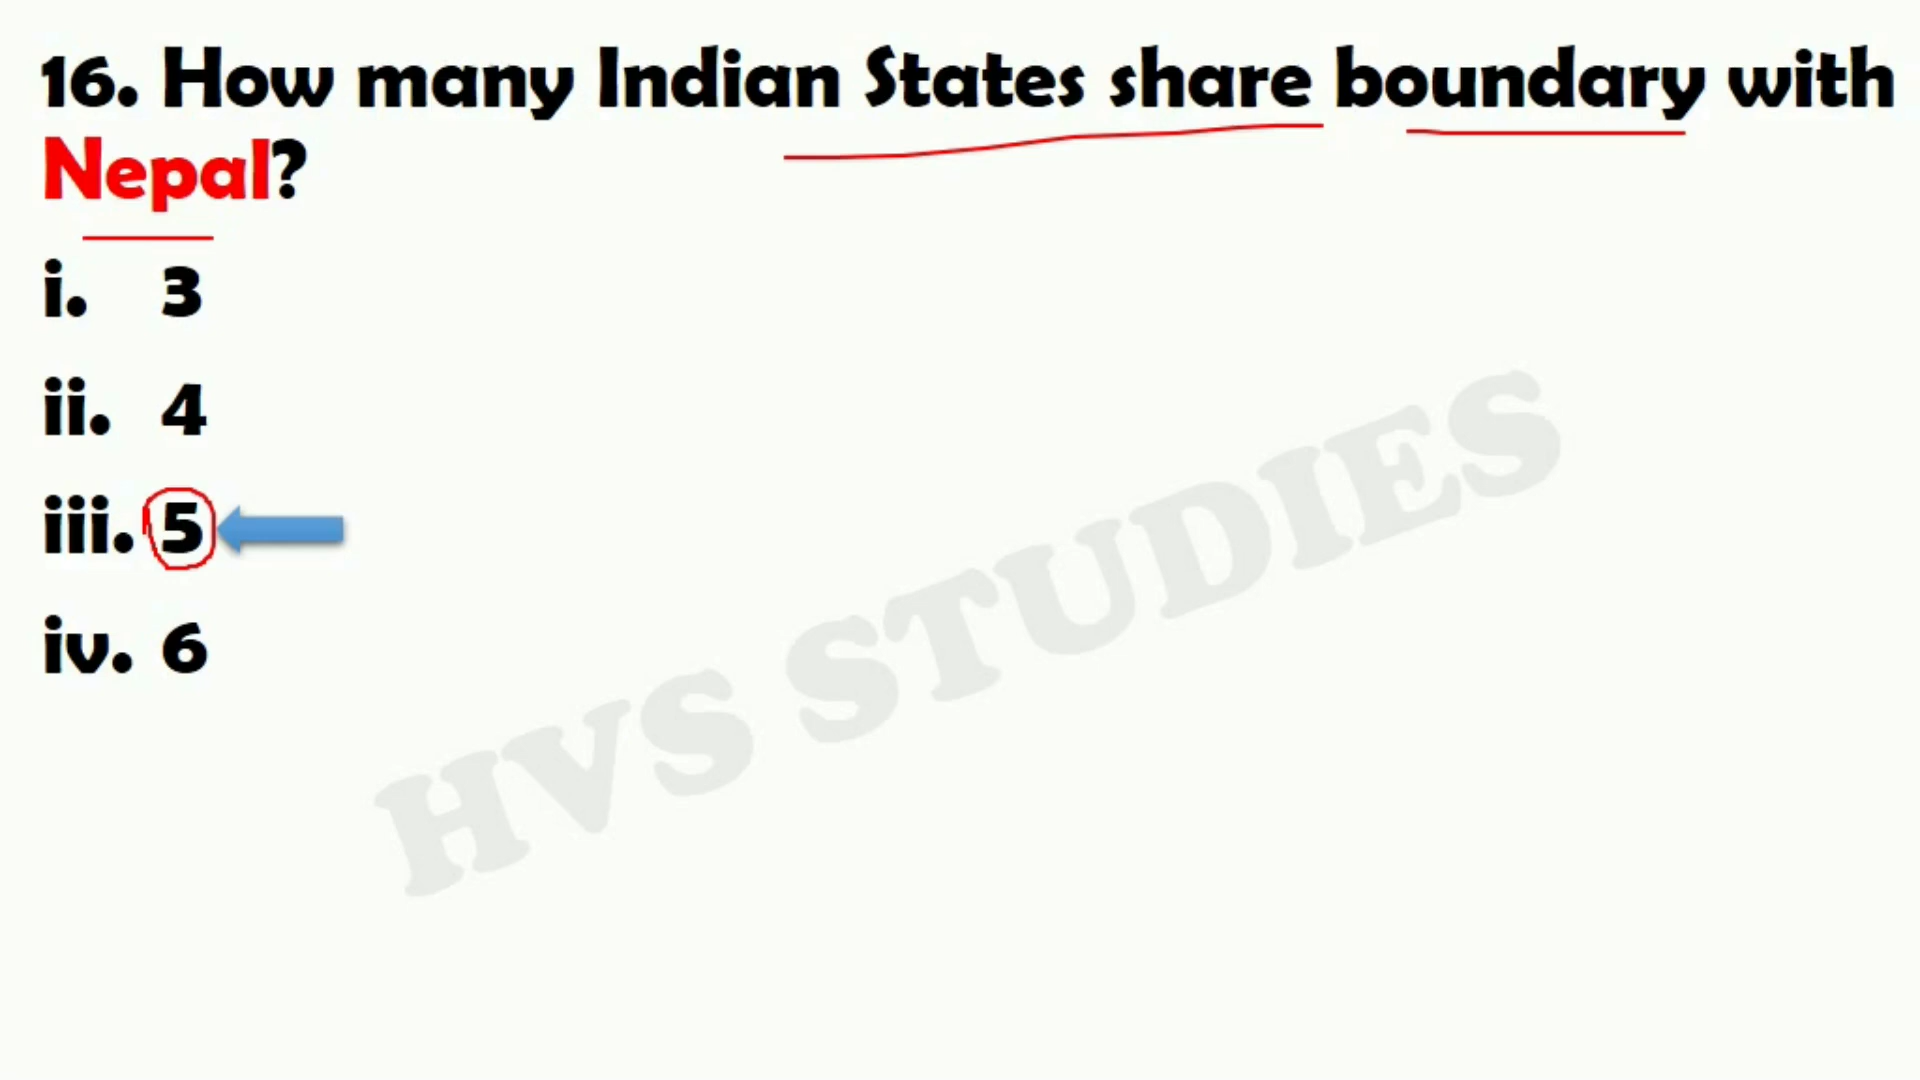 16. How many Indian States share boundary with
Nepal?
i. 3
ii. 4
iii. 5
iv. 6
HVS STUDIES